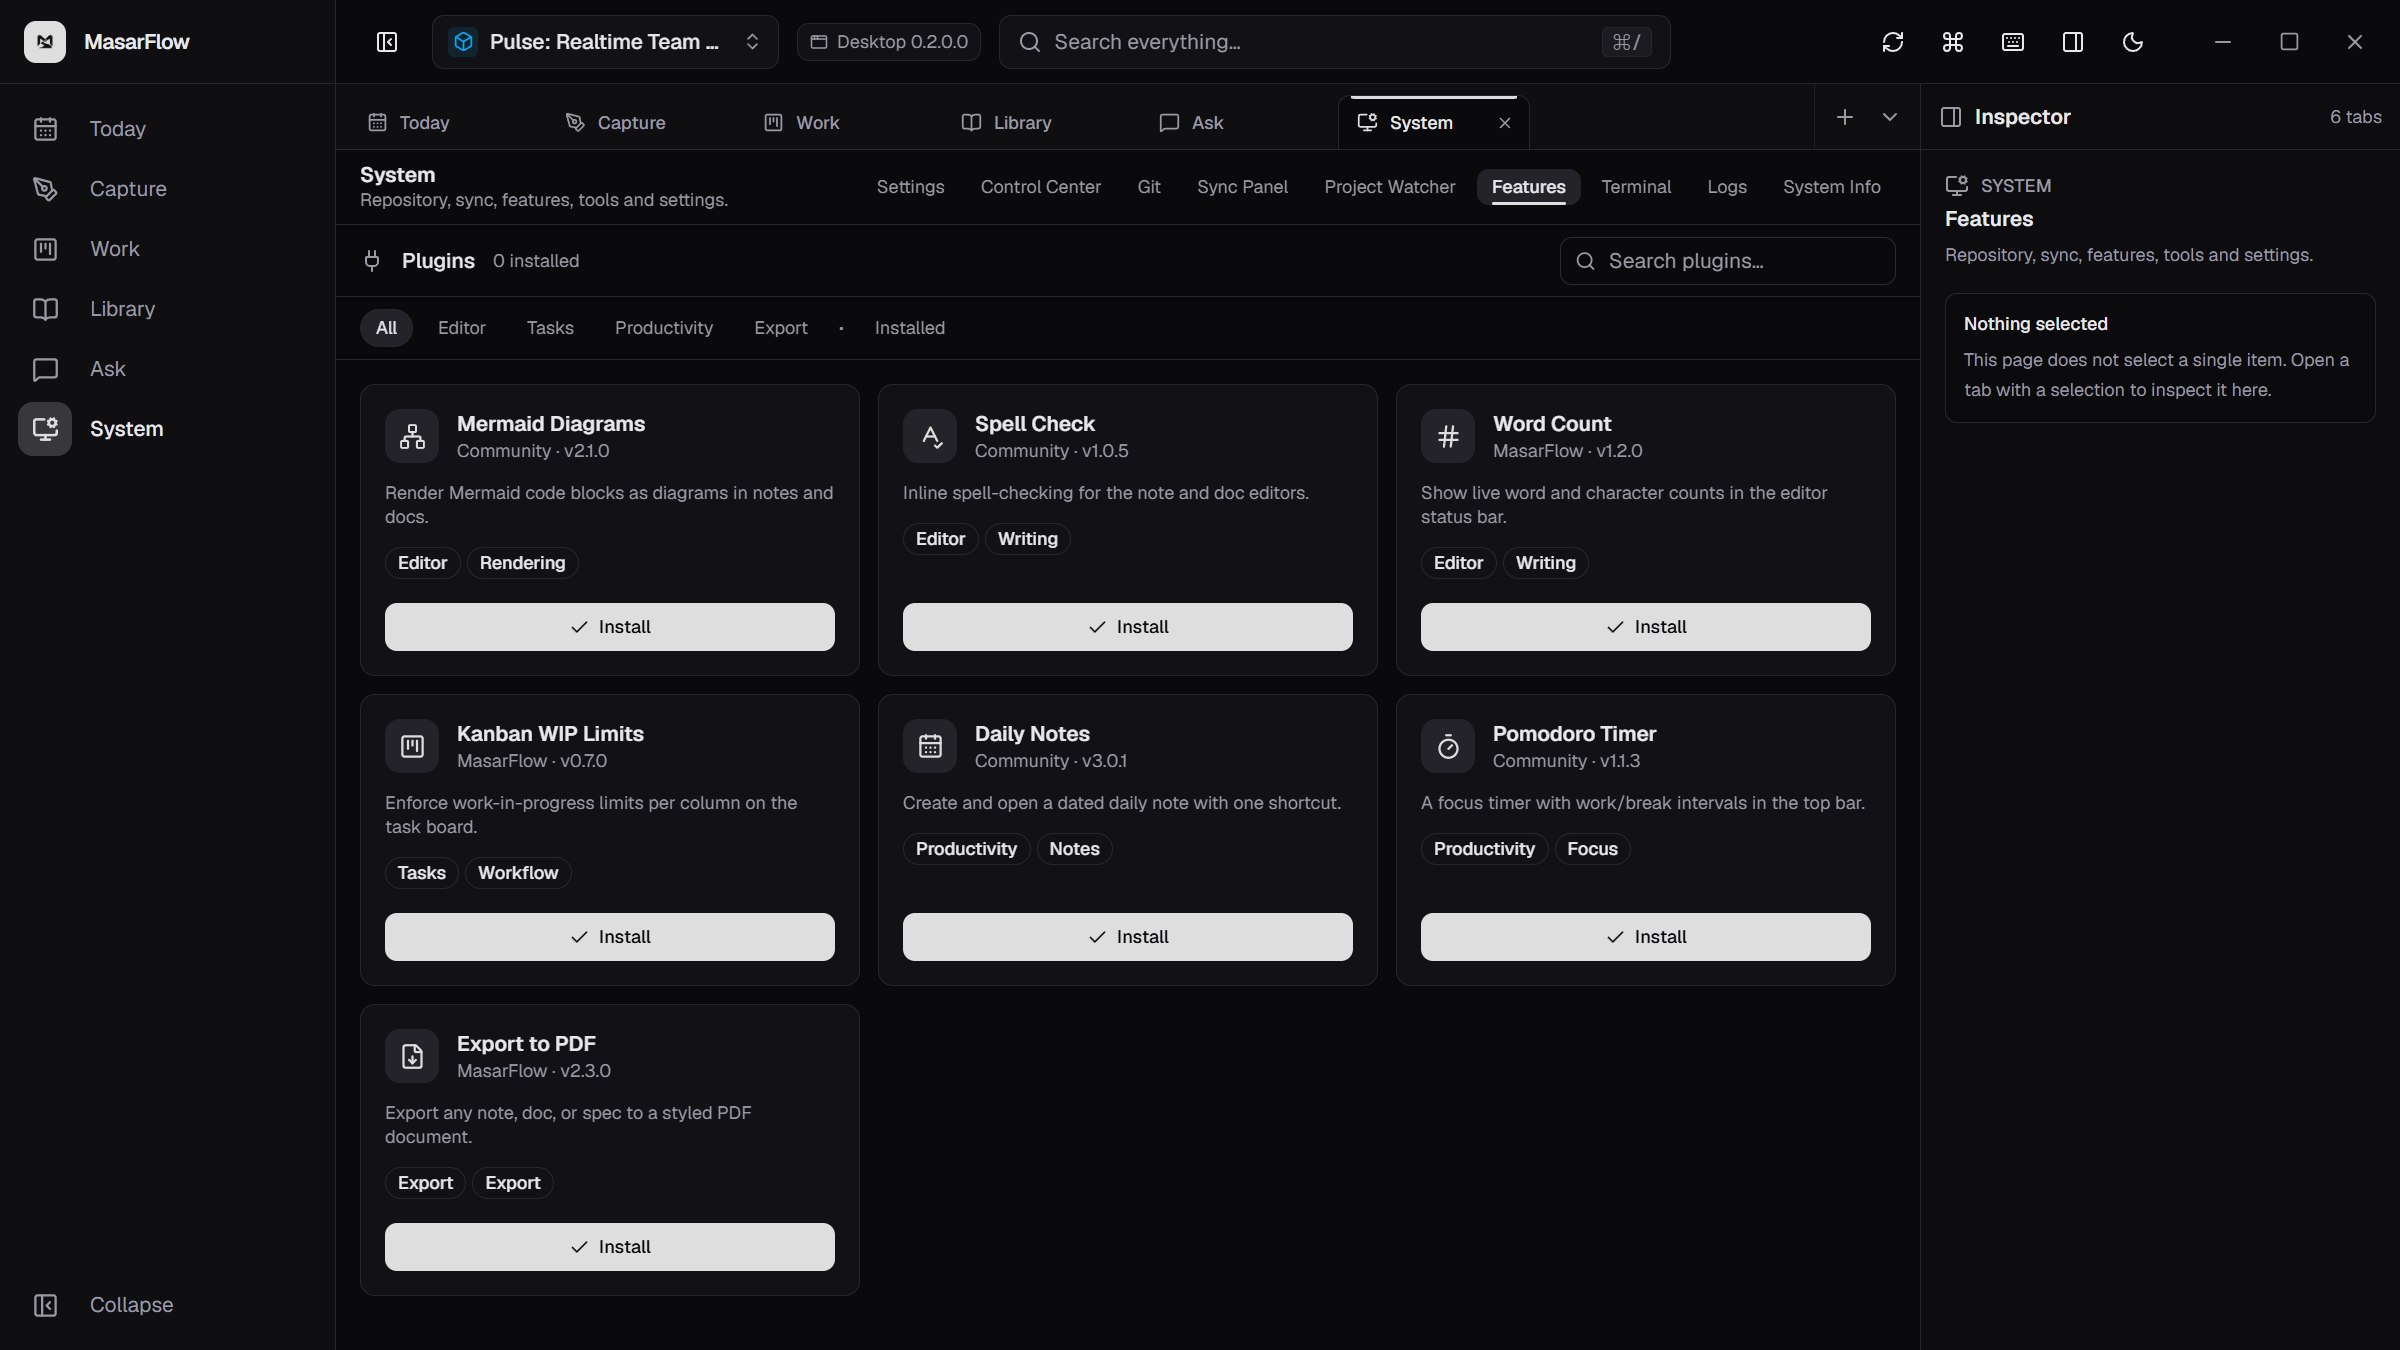 MasarFlow
Pulse: Realtime Team ...
Desktop 0.2.0.0
Search everything...
⌘/
Today
Capture
Work
Library
Ask
System
Collapse
Today
Capture
Work
Library
Ask
System
System
Repository, sync, features, tools and settings.
Settings
Control Center
Git
Sync Panel
Project Watcher
Features
Terminal
Logs
System Info
Plugins
0 installed
Search plugins...
All
Editor
Tasks
Productivity
Export
·
Installed
Mermaid Diagrams
Community · v2.1.0
Render Mermaid code blocks as diagrams in notes and
docs.
Editor
Rendering
Install
Spell Check
Community · v1.0.5
Inline spell-checking for the note and doc editors.
Editor
Writing
Install
Word Count
MasarFlow · v1.2.0
Show live word and character counts in the editor
status bar.
Editor
Writing
Install
Kanban WIP Limits
MasarFlow · v0.7.0
Enforce work-in-progress limits per column on the
task board.
Tasks
Workflow
Install
Daily Notes
Community · v3.0.1
Create and open a dated daily note with one shortcut.
Productivity
Notes
Install
Pomodoro Timer
Community · v1.1.3
A focus timer with work/break intervals in the top bar.
Productivity
Focus
Install
Export to PDF
MasarFlow · v2.3.0
Export any note, doc, or spec to a styled PDF
document.
Export
Export
Install
Inspector
6 tabs
SYSTEM
Features
Repository, sync, features, tools and settings.
Nothing selected
This page does not select a single item. Open a
tab with a selection to inspect it here.